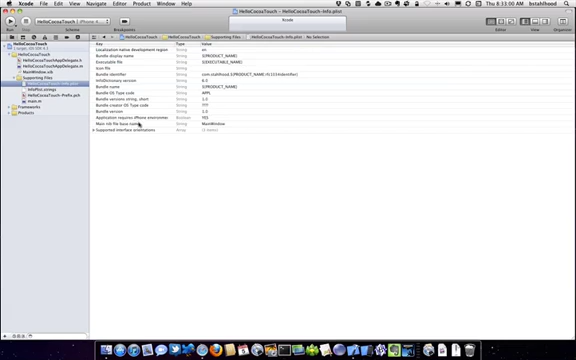 Xcode File Edit View Navigate Editor Product Window Help
8:33:00 AM Instahlhood
HelloCocoaTouch - HelloCocoaTouch-Info.plist
Run Stop Scheme Breakpoints
Xcode
Editor View Organizer
HelloCocoaTouch HelloCocoaTouch Supporting Files HelloCocoaTouch-Info.plist No Selection
HelloCocoaTouch
HelloCocoaTouch
HelloCocoaTouchAppDelegate.h
HelloCocoaTouchAppDelegate.m
MainWindow.xib
Supporting Files
HelloCocoaTouch-Info.plist
InfoPlist.strings
HelloCocoaTouch-Prefix.pch
main.m
Frameworks
Products
Key Type Value
Localization native development region String en
Bundle display name String ${PRODUCT_NAME}
Executable file String ${EXECUTABLE_NAME}
Icon file String
Bundle identifier String
InfoDictionary version String 6.0
Bundle name String ${PRODUCT_NAME}
Bundle OS Type code String APPL
Bundle versions string, short String 1.0
Bundle creator OS Type code String ????
Bundle version String 1.0
Application requires iPhone environmen Boolean YES
Main nib file base name String MainWindow
Supported interface orientations Array